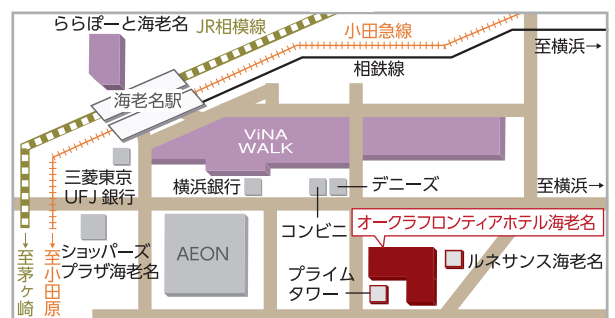 ららぽーと海老名
JR相模線
小田急線
至横浜→
相鉄線
海老名駅
ViNA
WALK
三菱東京
UFJ 銀行
横浜銀行
デニーズ
至横浜→
コンビニ
オークラフロンティアホテル海老名
ショッパーズ
プラザ海老名
AEON
ルネサンス海老名
プライム
タワー
→至茅ヶ崎
→至小田原